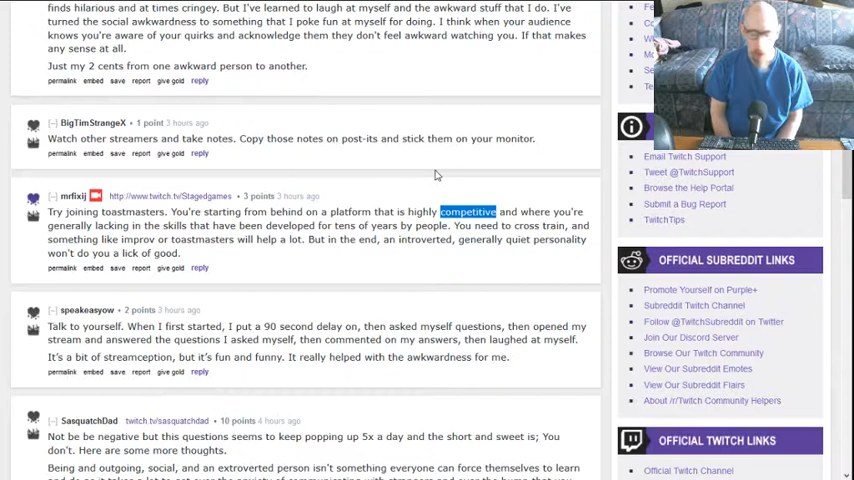 finds hilarious and at times cringey. But I've learned to laugh at myself and the awkward stuff that I do. I've
turned the social awkwardness to something that I poke fun at myself for doing. I think when your audience
knows you're aware of your quirks and acknowledge them they don't feel awkward watching you. If that makes
any sense at all.
Just my 2 cents from one awkward person to another.
permalink embed save report give gold reply
[–] BigTimStrangeX • 1 point 3 hours ago
Watch other streamers and take notes. Copy those notes on post-its and stick them on your monitor.
permalink embed save report give gold reply
[–] mrfixij http://www.twitch.tv/Stagedgames • 3 points 3 hours ago
Try joining toastmasters. You're starting from behind on a platform that is highly competitive and where you're
generally lacking in the skills that have been developed for tens of years by people. You need to cross train, and
something like improv or toastmasters will help a lot. But in the end, an introverted, generally quiet personality
won't do you a lick of good.
permalink embed save report give gold reply
[–] speakeasyow • 2 points 3 hours ago
Talk to yourself. When I first started, I put a 90 second delay on, then asked myself questions, then opened my
stream and answered the questions I asked myself, then commented on my answers, then laughed at myself.
It's a bit of streamception, but it's fun and funny. It really helped with the awkwardness for me.
permalink embed save report give gold reply
[–] SasquatchDad twitch.tv/sasquatchdad • 10 points 4 hours ago
Not be be negative but this questions seems to keep popping up 5x a day and the short and sweet is; You
don't. Here are some more thoughts.
Being and outgoing, social, and an extroverted person isn't something everyone can force themselves to learn
Email Twitch Support
Tweet @TwitchSupport
Browse the Help Portal
Submit a Bug Report
TwitchTips
OFFICIAL SUBREDDIT LINKS
Promote Yourself on Purple+
Subreddit Twitch Channel
Follow @TwitchSubreddit on Twitter
Join Our Discord Server
Browse Our Twitch Community
View Our Subreddit Emotes
View Our Subreddit Flairs
About /r/Twitch Community Helpers
OFFICIAL TWITCH LINKS
Official Twitch Channel